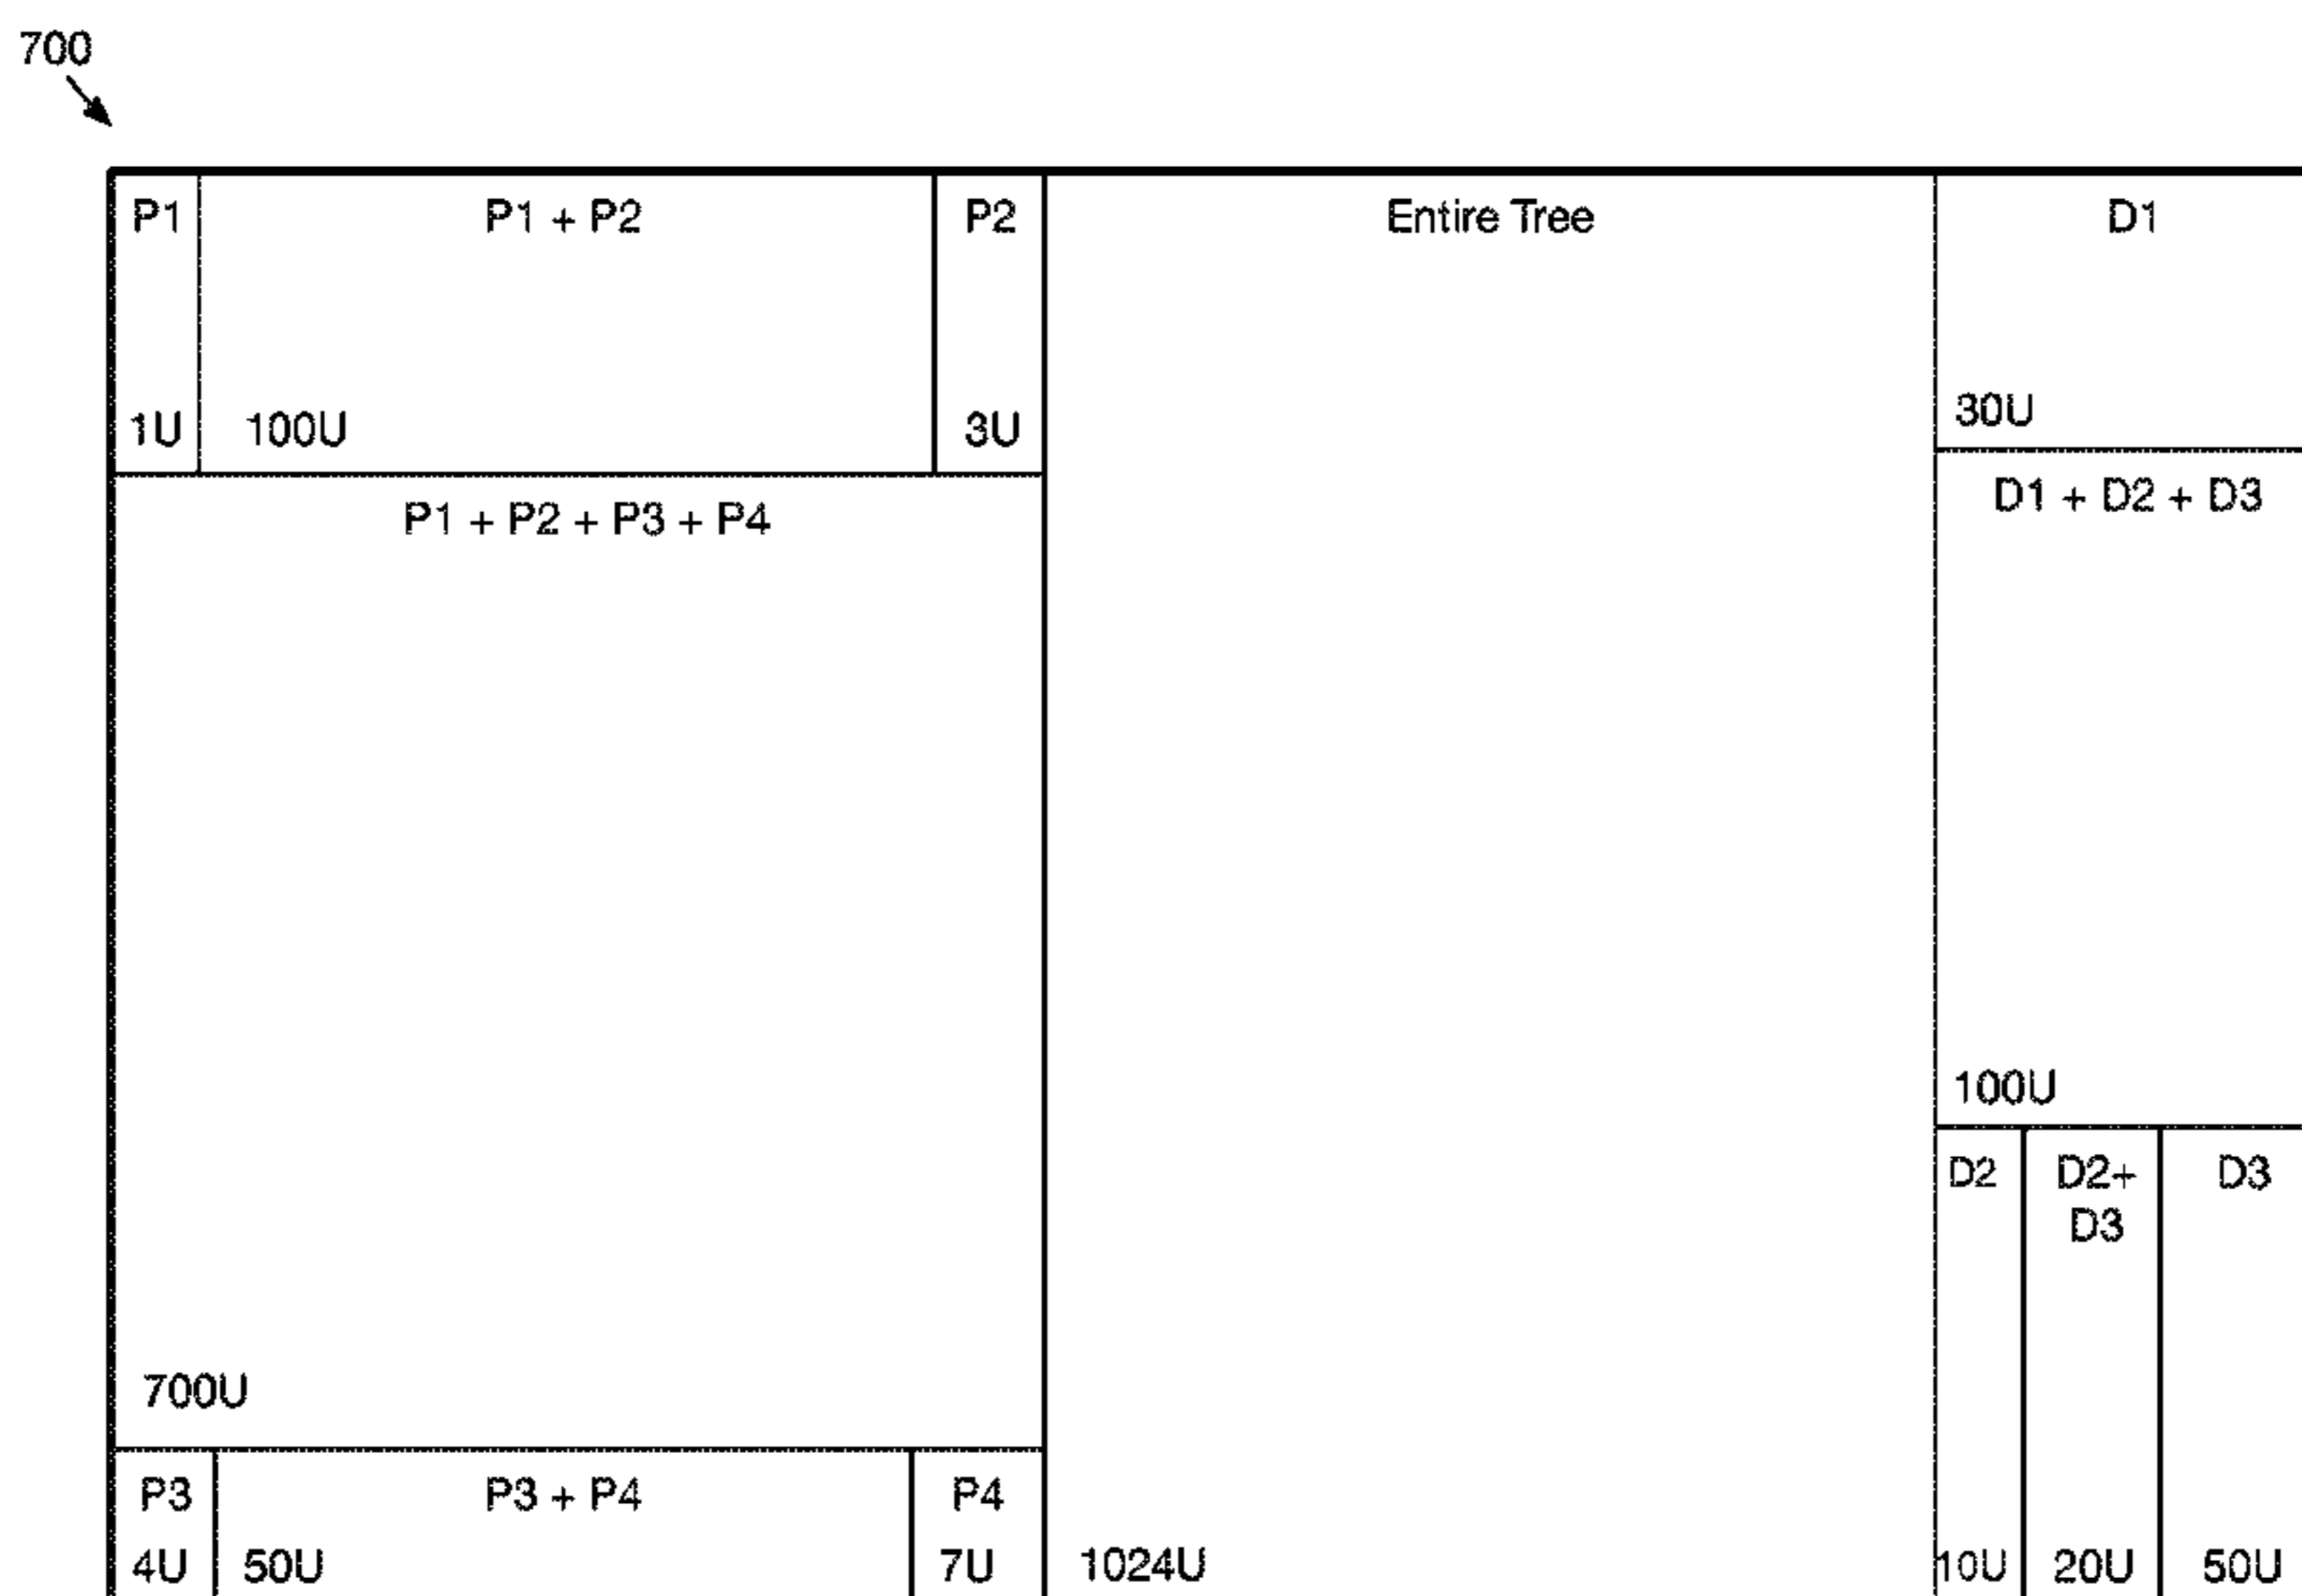 700
P1
P1 + P2
P2
Entire Tree
D1
1U
100U
3U
30U
P1 + P2 + P3 + P4
D1 + D2 + D3
700U
100U
D2
D2+
D3
D3
P3
P3 + P4
P4
4U
50U
7U
1024U
10U
20U
50U